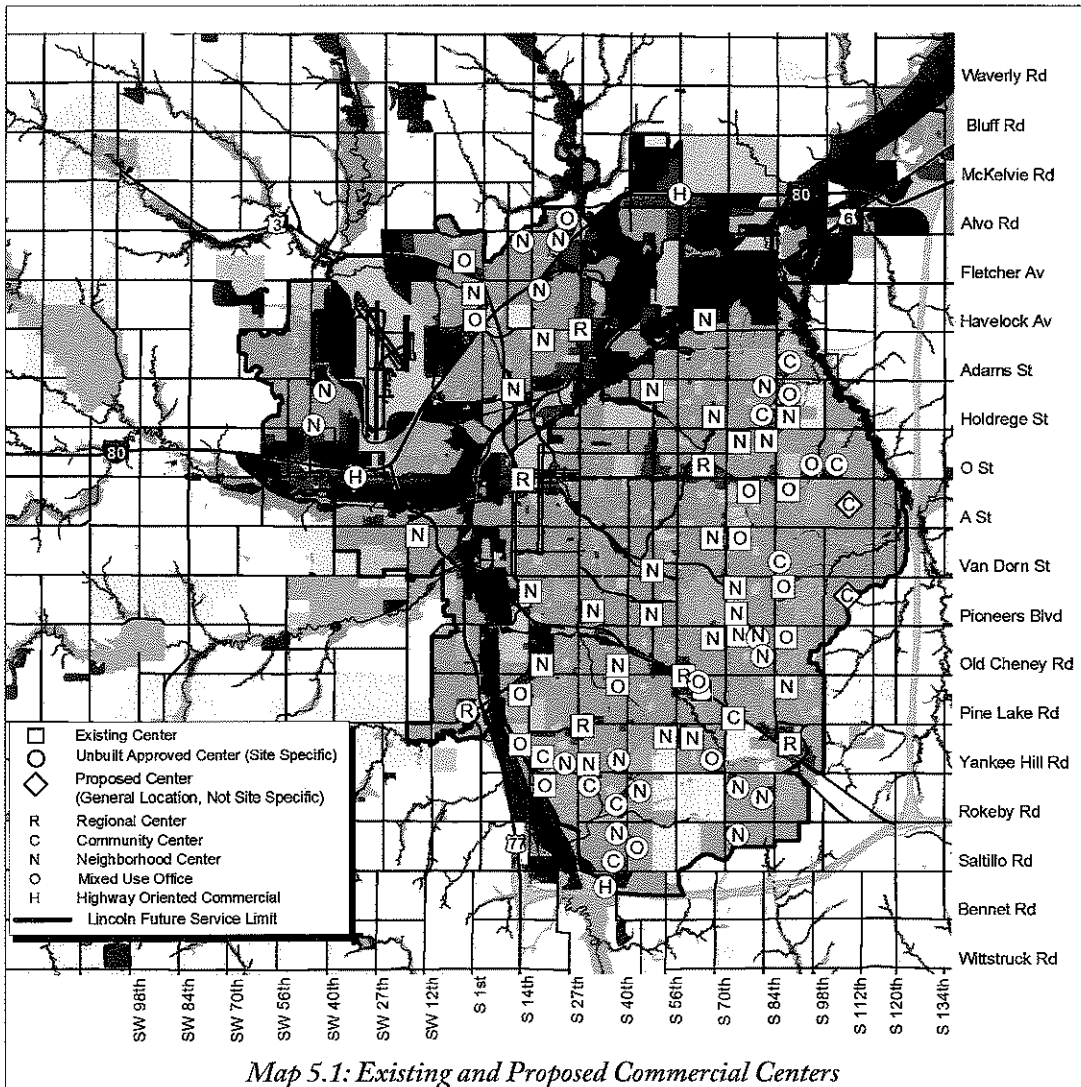 Waverly Rd
Bluff Rd
McKelvie Rd
Alvo Rd
Fletcher Av
Havelock Av
Adams St
Holdrege St
O St
A St
Van Dorn St
Pioneers Blvd
Old Cheney Rd
Pine Lake Rd
Yankee Hill Rd
Rokeby Rd
Saltillo Rd
Bennet Rd
Wittstruck Rd
80
6
H
3
O
N N
O
N N
O
R
N
N
C
N
N
N
N O
N C N
N
N N
80
H
R
R
O C
O O
C
N
N O
N
C
N
N O
C
N
N N
N
N N N O
N
N N
O
R O
N
O
R
R
C
O
N N
R
C N N N
O
O C
N
N N
C
N O
N
77
C
H
Existing Center
Unbuilt Approved Center (Site Specific)
Proposed Center
(General Location, Not Site Specific)
R Regional Center
C Community Center
N Neighborhood Center
O Mixed Use Office
H Highway Oriented Commercial
Lincoln Future Service Limit
SW 98th
SW 84th
SW 70th
SW 56th
SW 40th
SW 27th
SW 12th
S 1st
S 14th
S 27th
S 40th
S 56th
S 70th
S 84th
S 98th
S 112th
S 120th
S 134th
Map 5.1: Existing and Proposed Commercial Centers